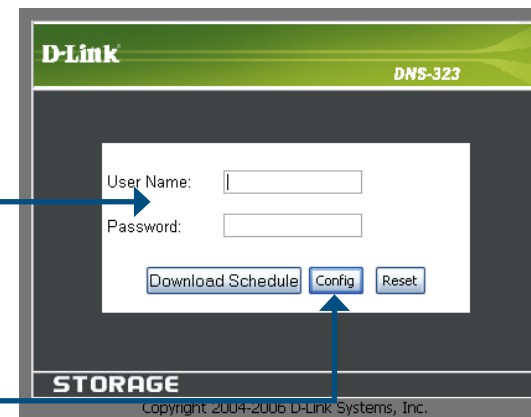 D-Link
DNS-323
User Name:
Password:
Download Schedule Config Reset
STORAGE
Copyright 2004-2006 D-Link Systems, Inc.